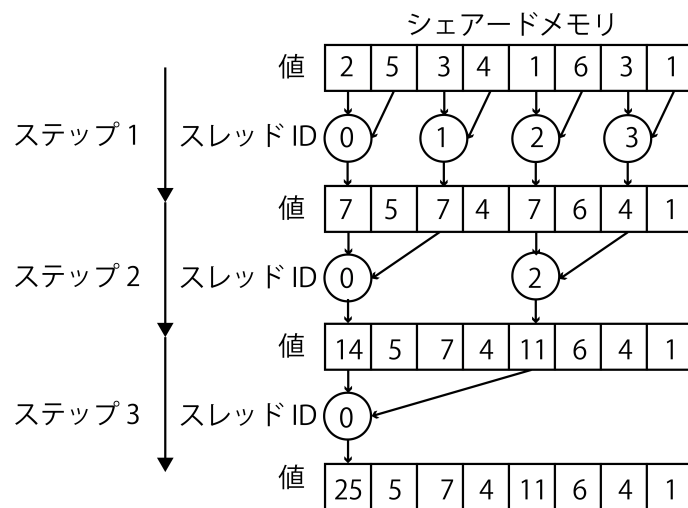 シェアードメモリ
値 2 5 3 4 1 6 3 1
ステップ 1 スレッド ID 0 1 2 3
値 7 5 7 4 7 6 4 1
ステップ 2 スレッド ID 0 2
値 14 5 7 4 11 6 4 1
ステップ 3 スレッド ID 0
値 25 5 7 4 11 6 4 1